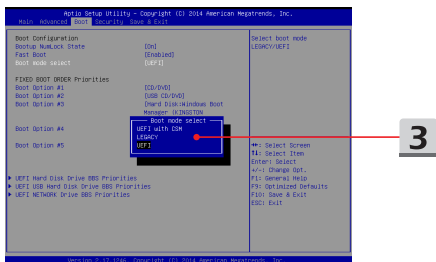 Aptio Setup Utility - Copyright (C) 2014 American Megatrends, Inc.
Main Advanced Boot Security Save & Exit
Boot Configuration
Bootup NumLock State [On]
Fast Boot [Enabled]
Boot mode select [UEFI]
FIXED BOOT ORDER Priorities
Boot Option #1 [CD/DVD]
Boot Option #2 [USB CD/DVD]
Boot Option #3 [Hard Disk:Windows Boot
Manager (KINGSTON
Boot Option #4
Boot Option #5
Boot mode select
UEFI with CSM
LEGACY
UEFI
UEFI Hard Disk Drive BBS Priorities
UEFI USB Hard Disk Drive BBS Priorities
UEFI NETWORK Drive BBS Priorities
Select boot mode
LEGACY/UEFI
→←: Select Screen
↑↓: Select Item
Enter: Select
+/-: Change Opt.
F1: General Help
F9: Optimized Defaults
F10: Save & Exit
ESC: Exit
Version 2.17.1246. Copyright (C) 2014 American Megatrends, Inc.
3